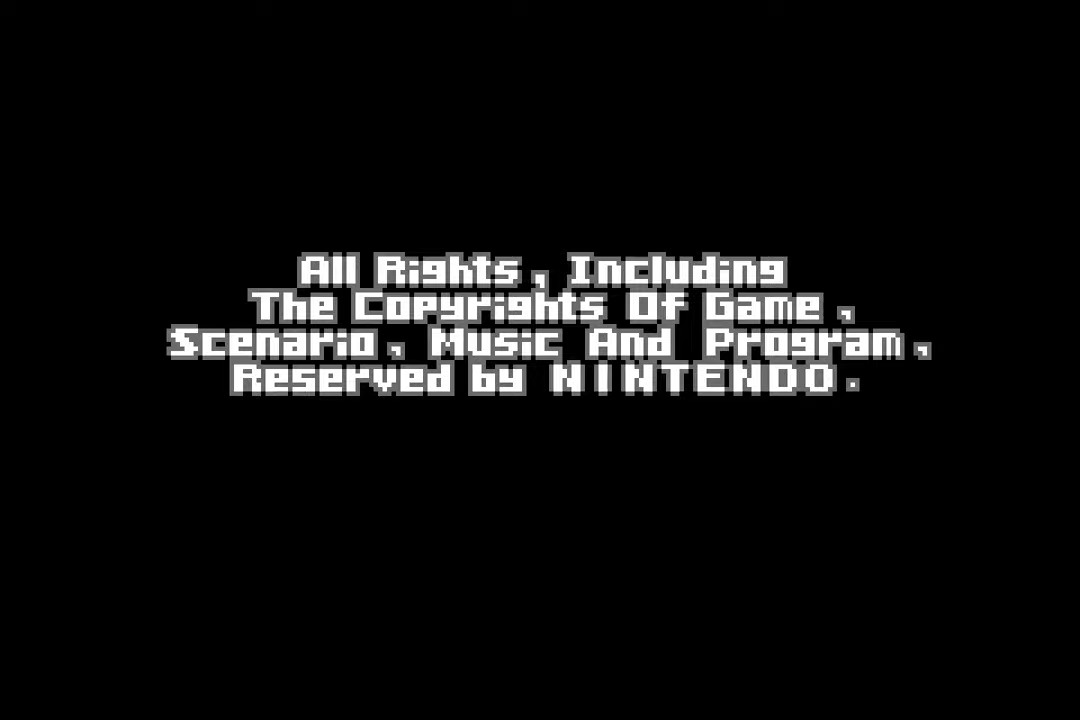 All Rights, Including
The Copyrights Of Game,
Scenario, Music And Program,
Reserved by NINTENDO.